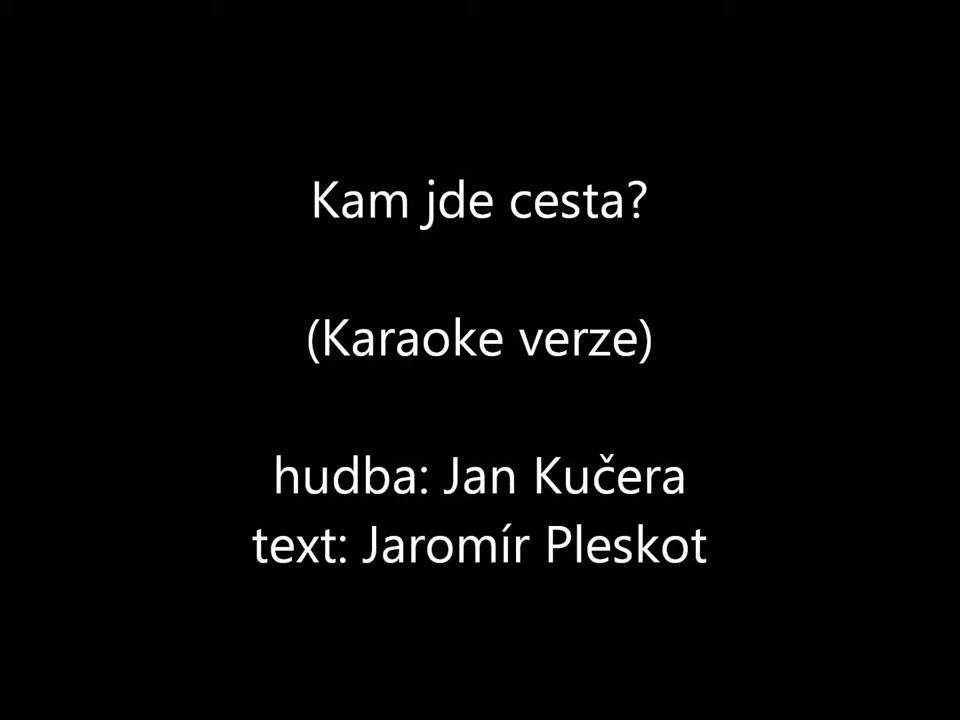 Kam jde cesta?
(Karaoke verze)
hudba: Jan Kučera
text: Jaromír Pleskot